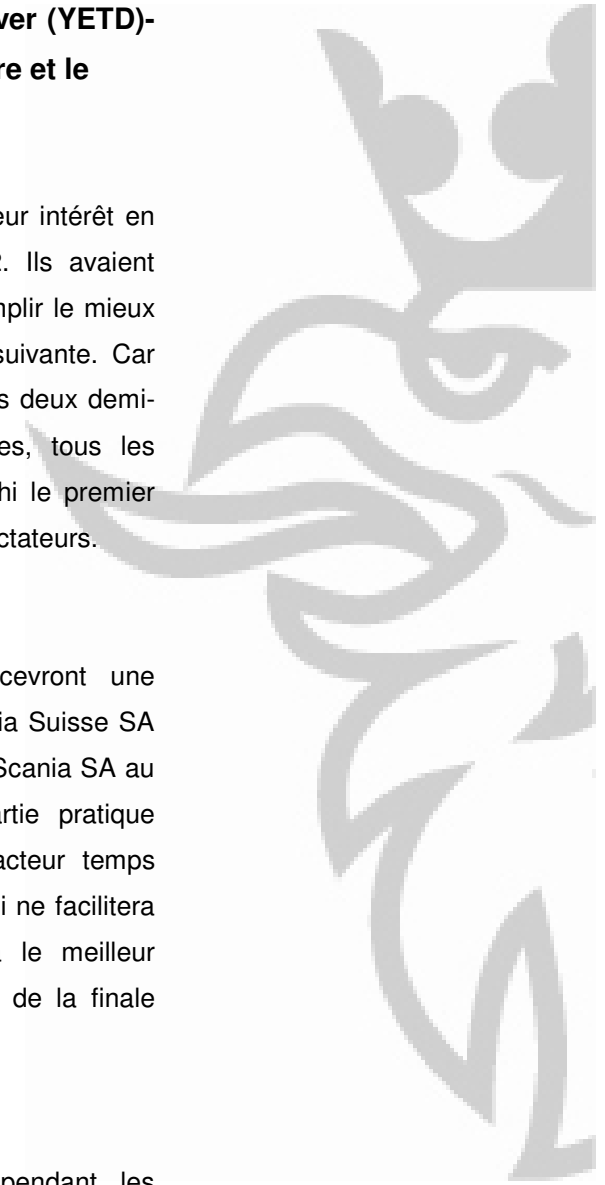 ver (YETD)-
re et le
eur intérêt en
. Ils avaient
mplir le mieux
suivante. Car
s deux demi-
es, tous les
hi le premier
ctateurs.
cevront une
ia Suisse SA
Scania SA au
artie pratique
acteur temps
i ne facilitera
le meilleur
de la finale
pendant les